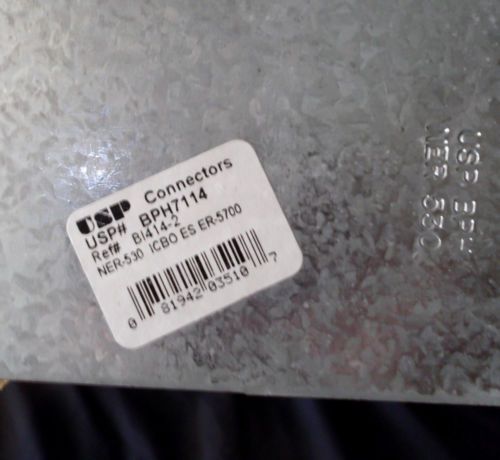 USP Connectors
USP# BPH7114
Ref# BI414-2
NER-530 ICBO ES ER-5700
0 81942 03510 7
USP
NER 530